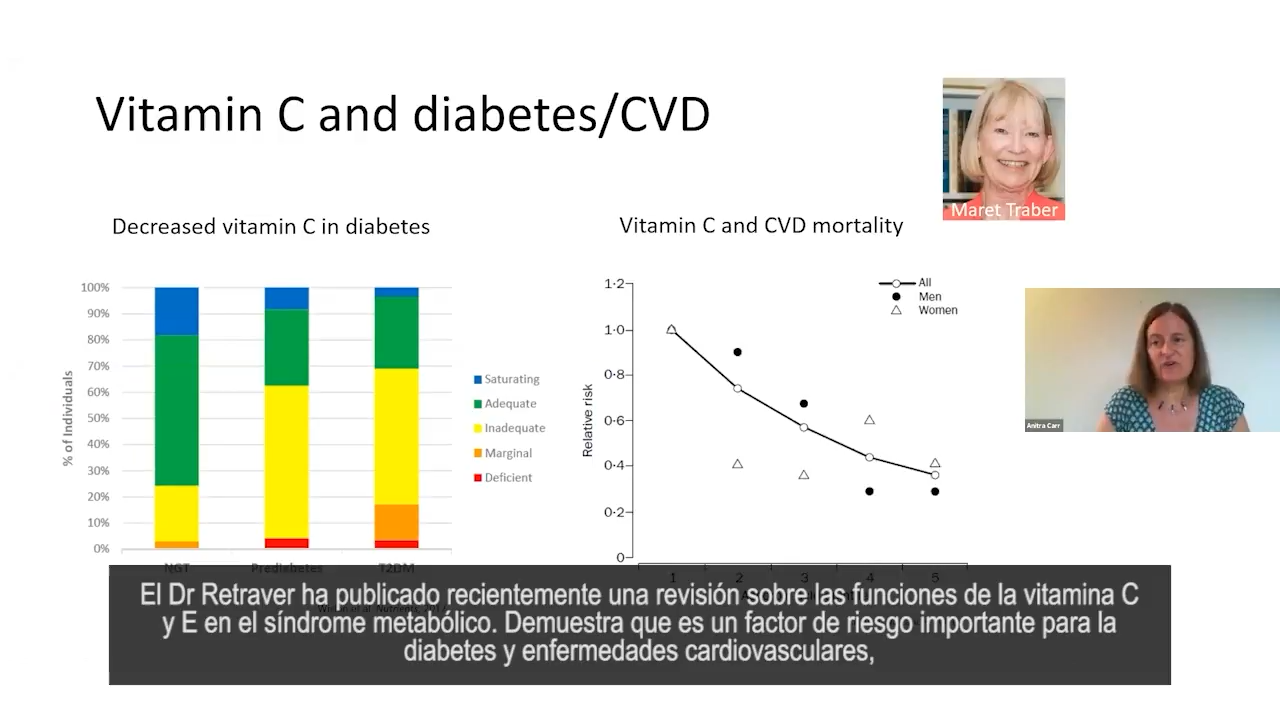 Vitamin C and diabetes/CVD
Maret Traber
Decreased vitamin C in diabetes
100%
90%
80%
70%
60%
50%
40%
30%
20%
10%
0%
% of Individuals
NGT
Prediabetes
T2DM
Saturating
Adequate
Inadequate
Marginal
Deficient
Vitamin C and CVD mortality
1·2
1·0
0·8
0·6
0·4
0·2
0
Relative risk
All
Men
Women
1
2
3
4
5
Anitra Carr
El Dr Retraver ha publicado recientemente una revisión sobre las funciones de la vitamina C
y E en el síndrome metabólico. Demuestra que es un factor de riesgo importante para la
diabetes y enfermedades cardiovasculares,